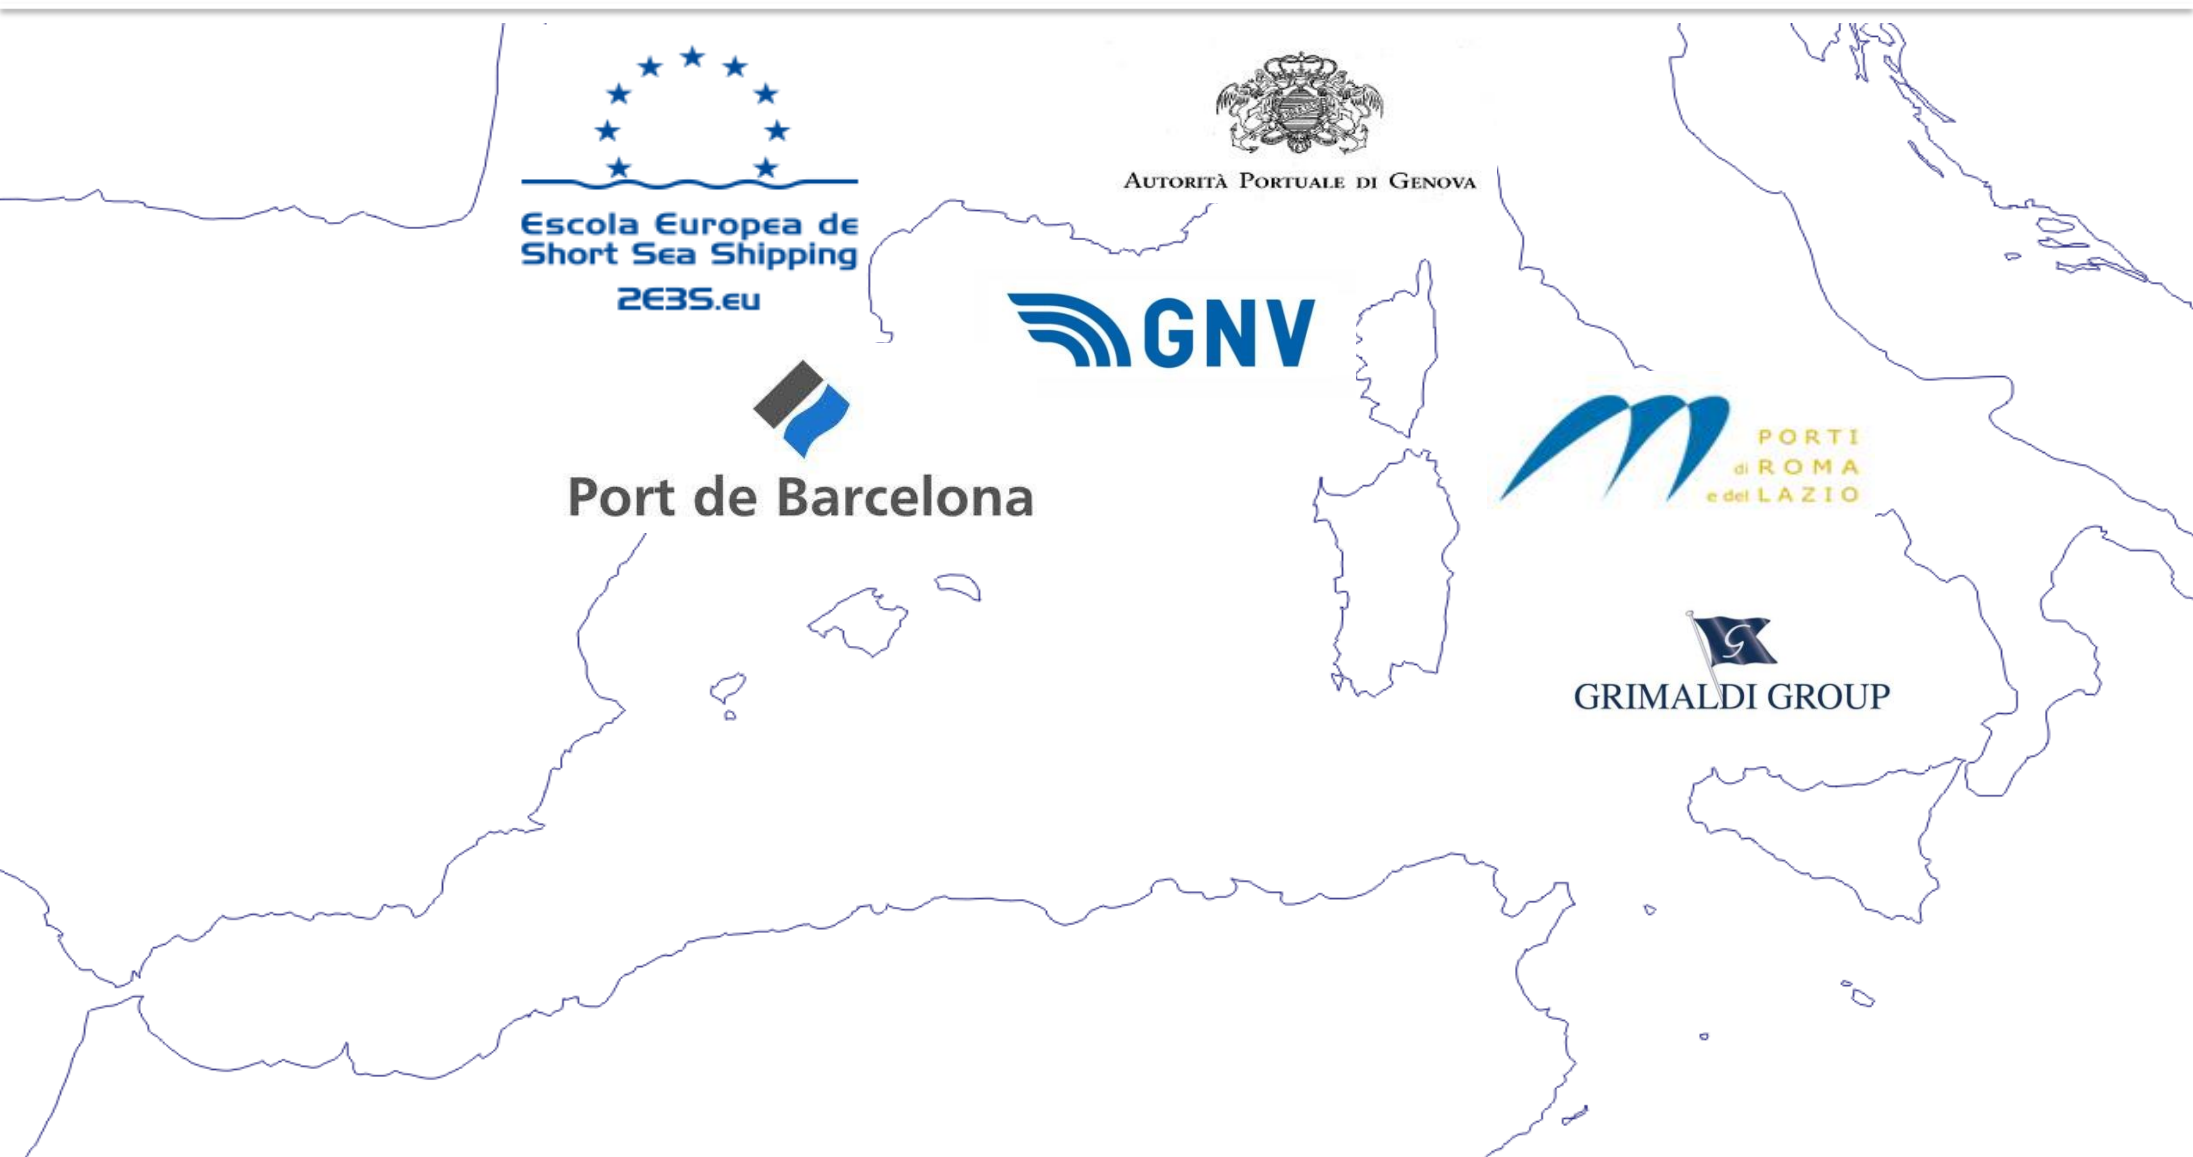 Escola Europea de
Short Sea Shipping
2E3S.eu
AUTORITÀ PORTUALE DI GENOVA
GNV
Port de Barcelona
PORTI
di ROMA
e del LAZIO
G
GRIMALDI GROUP